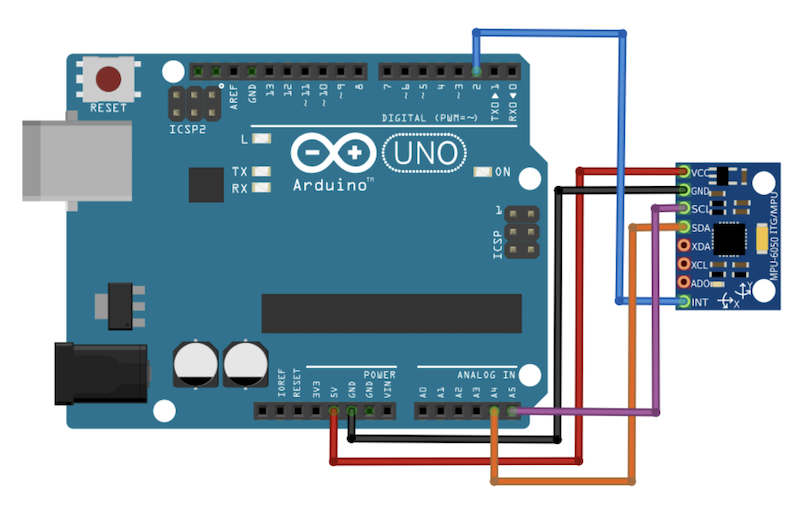 RESET
ICSP2
AREF
GND
13
12
~11
~10
~9
8
7
~6
~5
4
~3
2
TX0▶1
RX0◀0
DIGITAL (PWM=~)
L
TX
RX
Arduino™
UNO
ON
1
ICSP
IOREF
RESET
3V3
5V
GND
GND
VIN
POWER
ANALOG IN
A0
A1
A2
A3
A4
A5
VCC
GND
SCL
SDA
XDA
XCL
ADO
INT
MPU-6050 ITG/MPU
X
Y